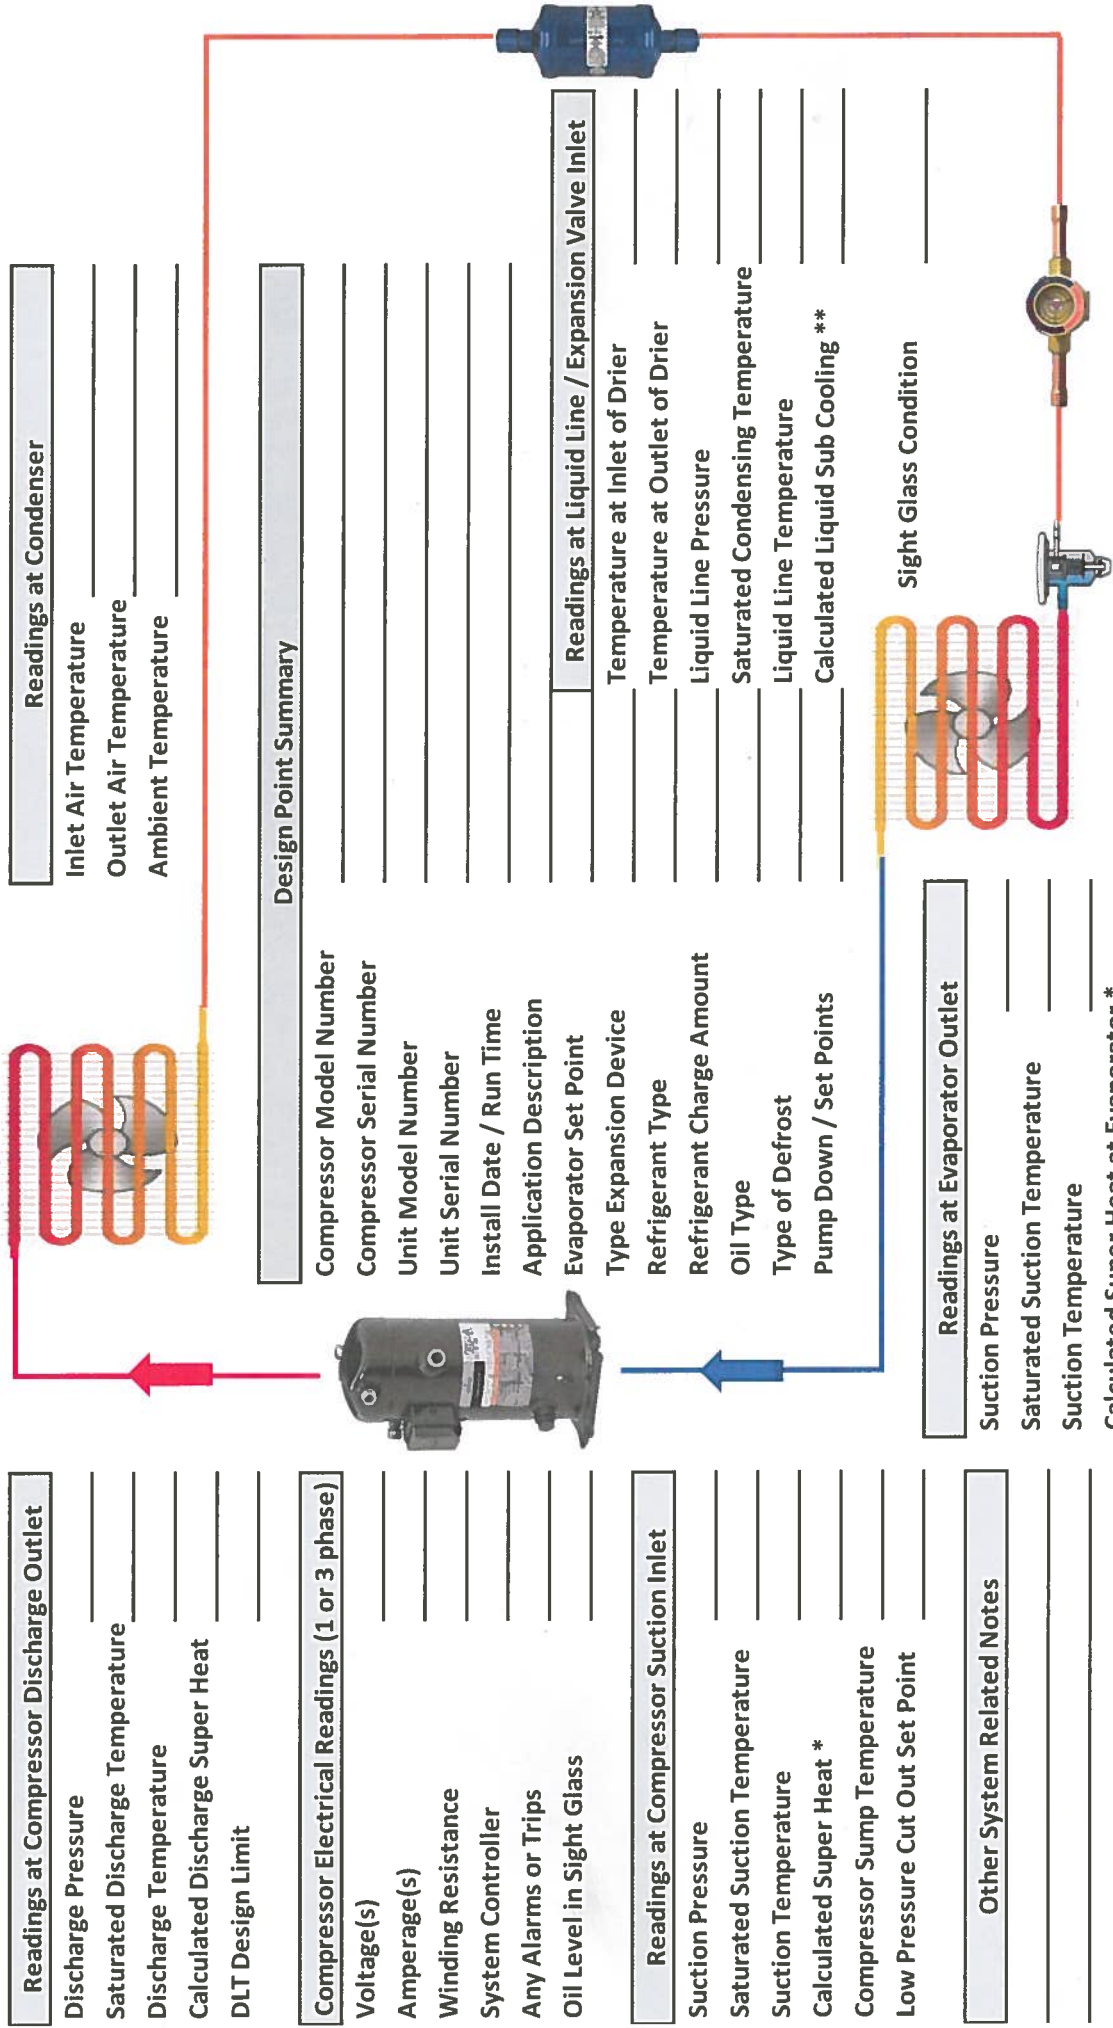 Readings at Compressor Discharge Outlet
Discharge Pressure
Saturated Discharge Temperature
Discharge Temperature
Calculated Discharge Super Heat
DLT Design Limit
Compressor Electrical Readings (1 or 3 phase)
Voltage(s)
Amperage(s)
Winding Resistance
System Controller
Any Alarms or Trips
Oil Level in Sight Glass
Readings at Compressor Suction Inlet
Suction Pressure
Saturated Suction Temperature
Suction Temperature
Calculated Super Heat *
Compressor Sump Temperature
Low Pressure Cut Out Set Point
Other System Related Notes
Readings at Condenser
Inlet Air Temperature
Outlet Air Temperature
Ambient Temperature
Design Point Summary
Compressor Model Number
Compressor Serial Number
Unit Model Number
Unit Serial Number
Install Date / Run Time
Application Description
Evaporator Set Point
Type Expansion Device
Refrigerant Type
Refrigerant Charge Amount
Oil Type
Type of Defrost
Pump Down / Set Points
Readings at Liquid Line / Expansion Valve Inlet
Temperature at Inlet of Drier
Temperature at Outlet of Drier
Liquid Line Pressure
Saturated Condensing Temperature
Liquid Line Temperature
Calculated Liquid Sub Cooling **
Sight Glass Condition
Readings at Evaporator Outlet
Suction Pressure
Saturated Suction Temperature
Suction Temperature
Calculated Super Heat at Evaporator *